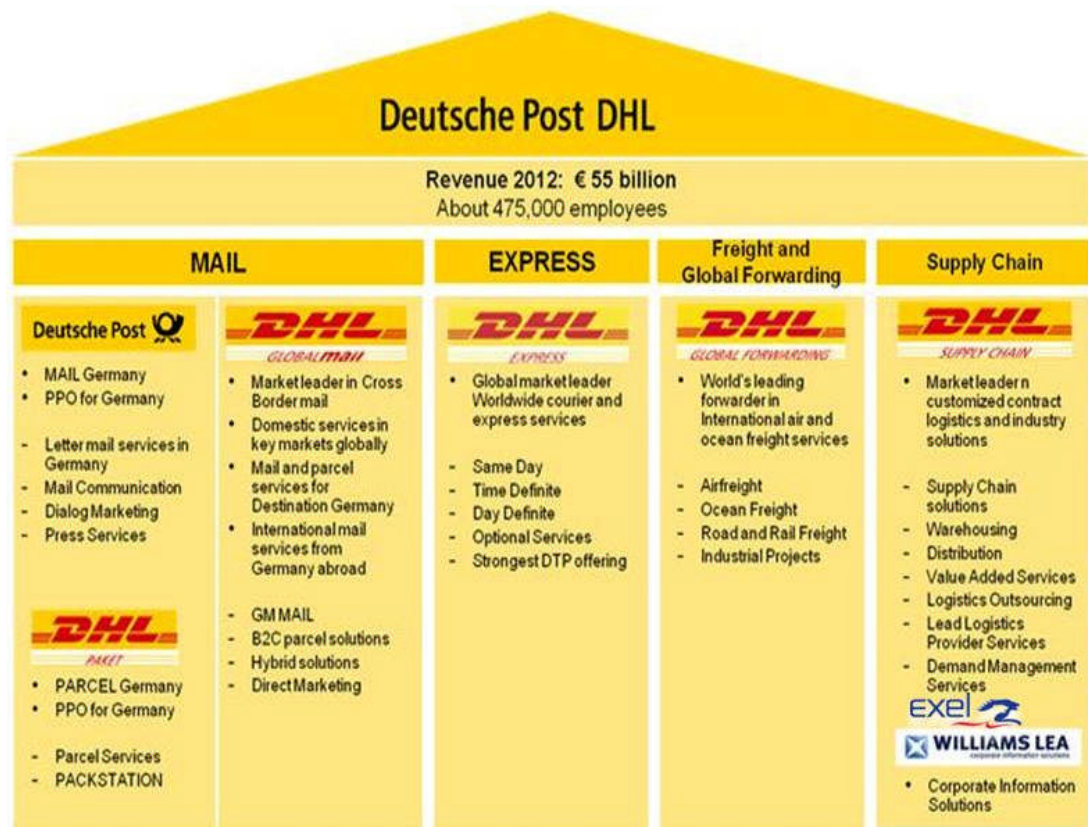 Deutsche Post DHL
Revenue 2012: € 55 billion
About 475,000 employees
MAIL
Deutsche Post
• MAIL Germany
• PPO for Germany
- Letter mail services in
Germany
- Mail Communication
- Dialog Marketing
- Press Services
DHL
PAKET
• PARCEL Germany
• PPO for Germany
- Parcel Services
- PACKSTATION
DHL
GLOBAL mail
• Market leader in Cross
Border mail
• Domestic services in
key markets globally
• Mail and parcel
services for
Destination Germany
• International mail
services from
Germany abroad
- GM MAIL
- B2C parcel solutions
- Hybrid solutions
- Direct Marketing
EXPRESS
DHL
EXPRESS
• Global market leader
Worldwide courier and
express services
- Same Day
- Time Definite
- Day Definite
- Optional Services
- Strongest DTP offering
Freight and
Global Forwarding
DHL
GLOBAL FORWARDING
• World's leading
forwarder in
International air and
ocean freight services
- Airfreight
- Ocean Freight
- Road and Rail Freight
- Industrial Projects
Supply Chain
DHL
SUPPLY CHAIN
• Market leader n
customized contract
logistics and industry
solutions
- Supply Chain
solutions
- Warehousing
- Distribution
- Value Added Services
- Logistics Outsourcing
- Lead Logistics
Provider Services
- Demand Management
Services
EXEL
WILLIAMS LEA
corporate information solutions
• Corporate Information
Solutions